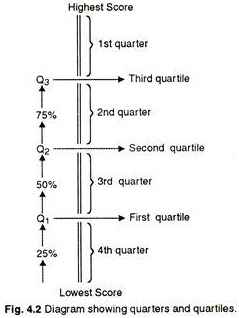 Highest Score
1st quarter
Q3 Third quartile
75% 2nd quarter
Q2 Second quartile
50% 3rd quarter
Q1 First quartile
25% 4th quarter
Lowest Score
Fig. 4.2 Diagram showing quarters and quartiles.